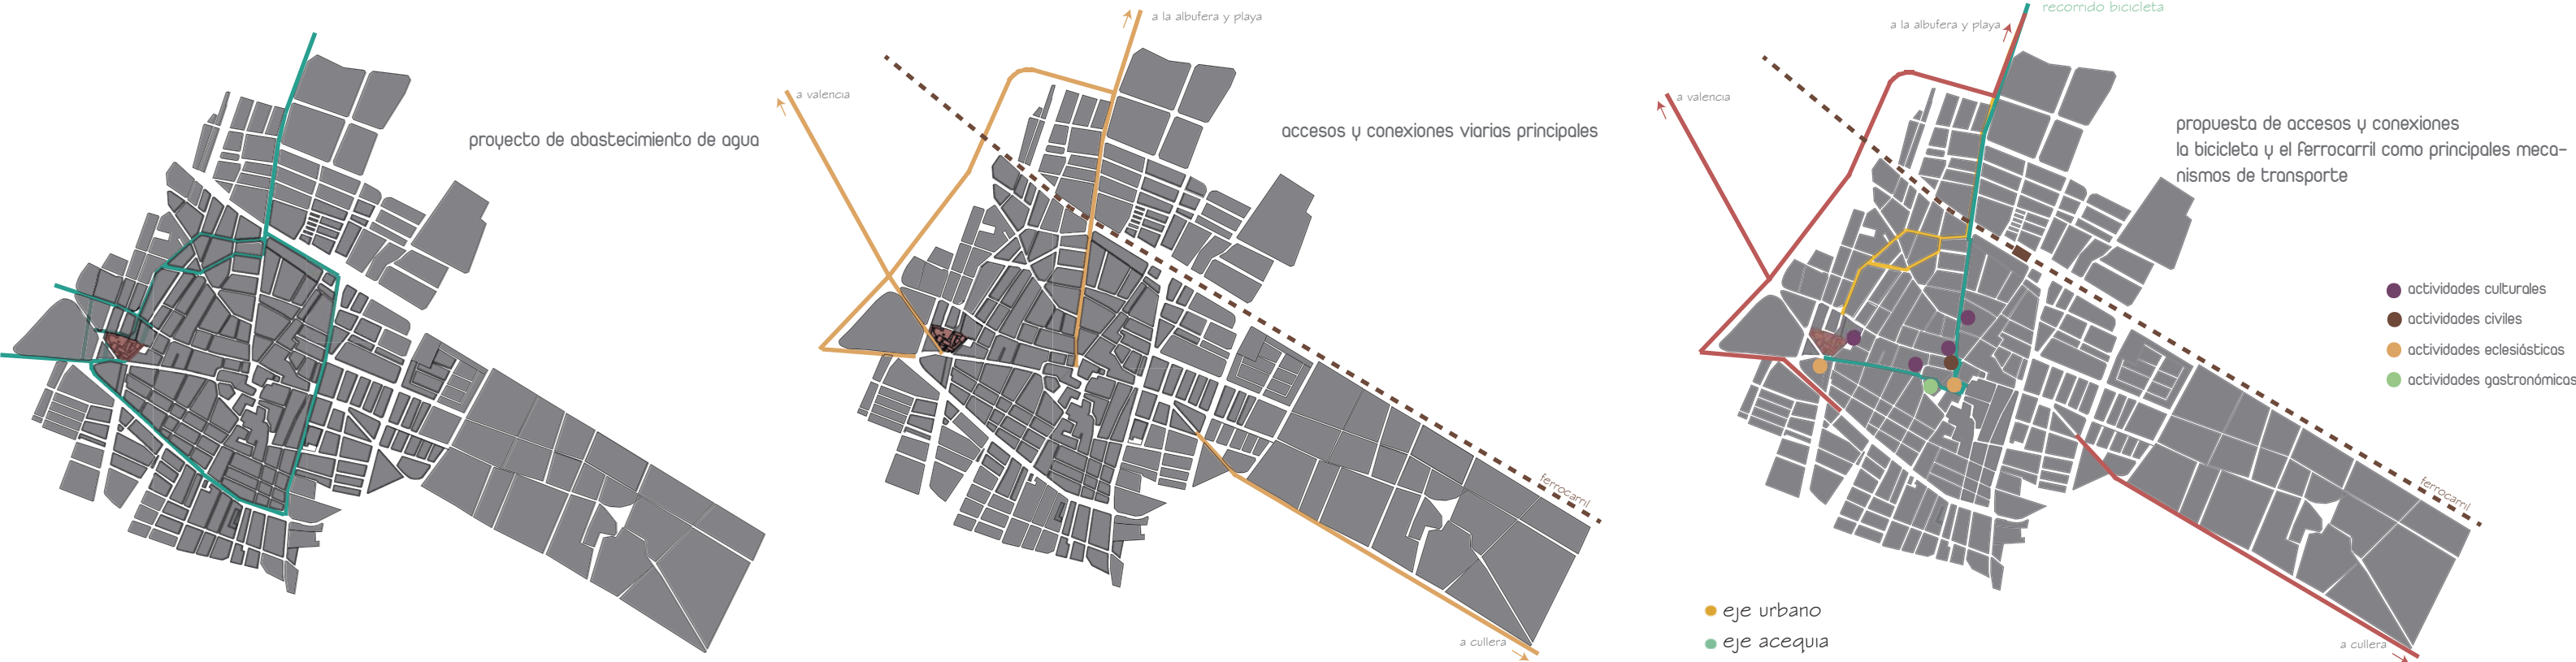 proyecto de abastecimiento de agua
a la albufera y playa
a valencia
accesos y conexiones viarias principales
ferrocarril
a cullera
recorrido bicicleta
a la albufera y playa
a valencia
propuesta de accesos y conexiones
la bicicleta y el ferrocarril como principales meca-
nismos de transporte
actividades culturales
actividades civiles
actividades eclesiásticas
actividades gastronómicas
ferrocarril
eje urbano
eje acequia
a cullera